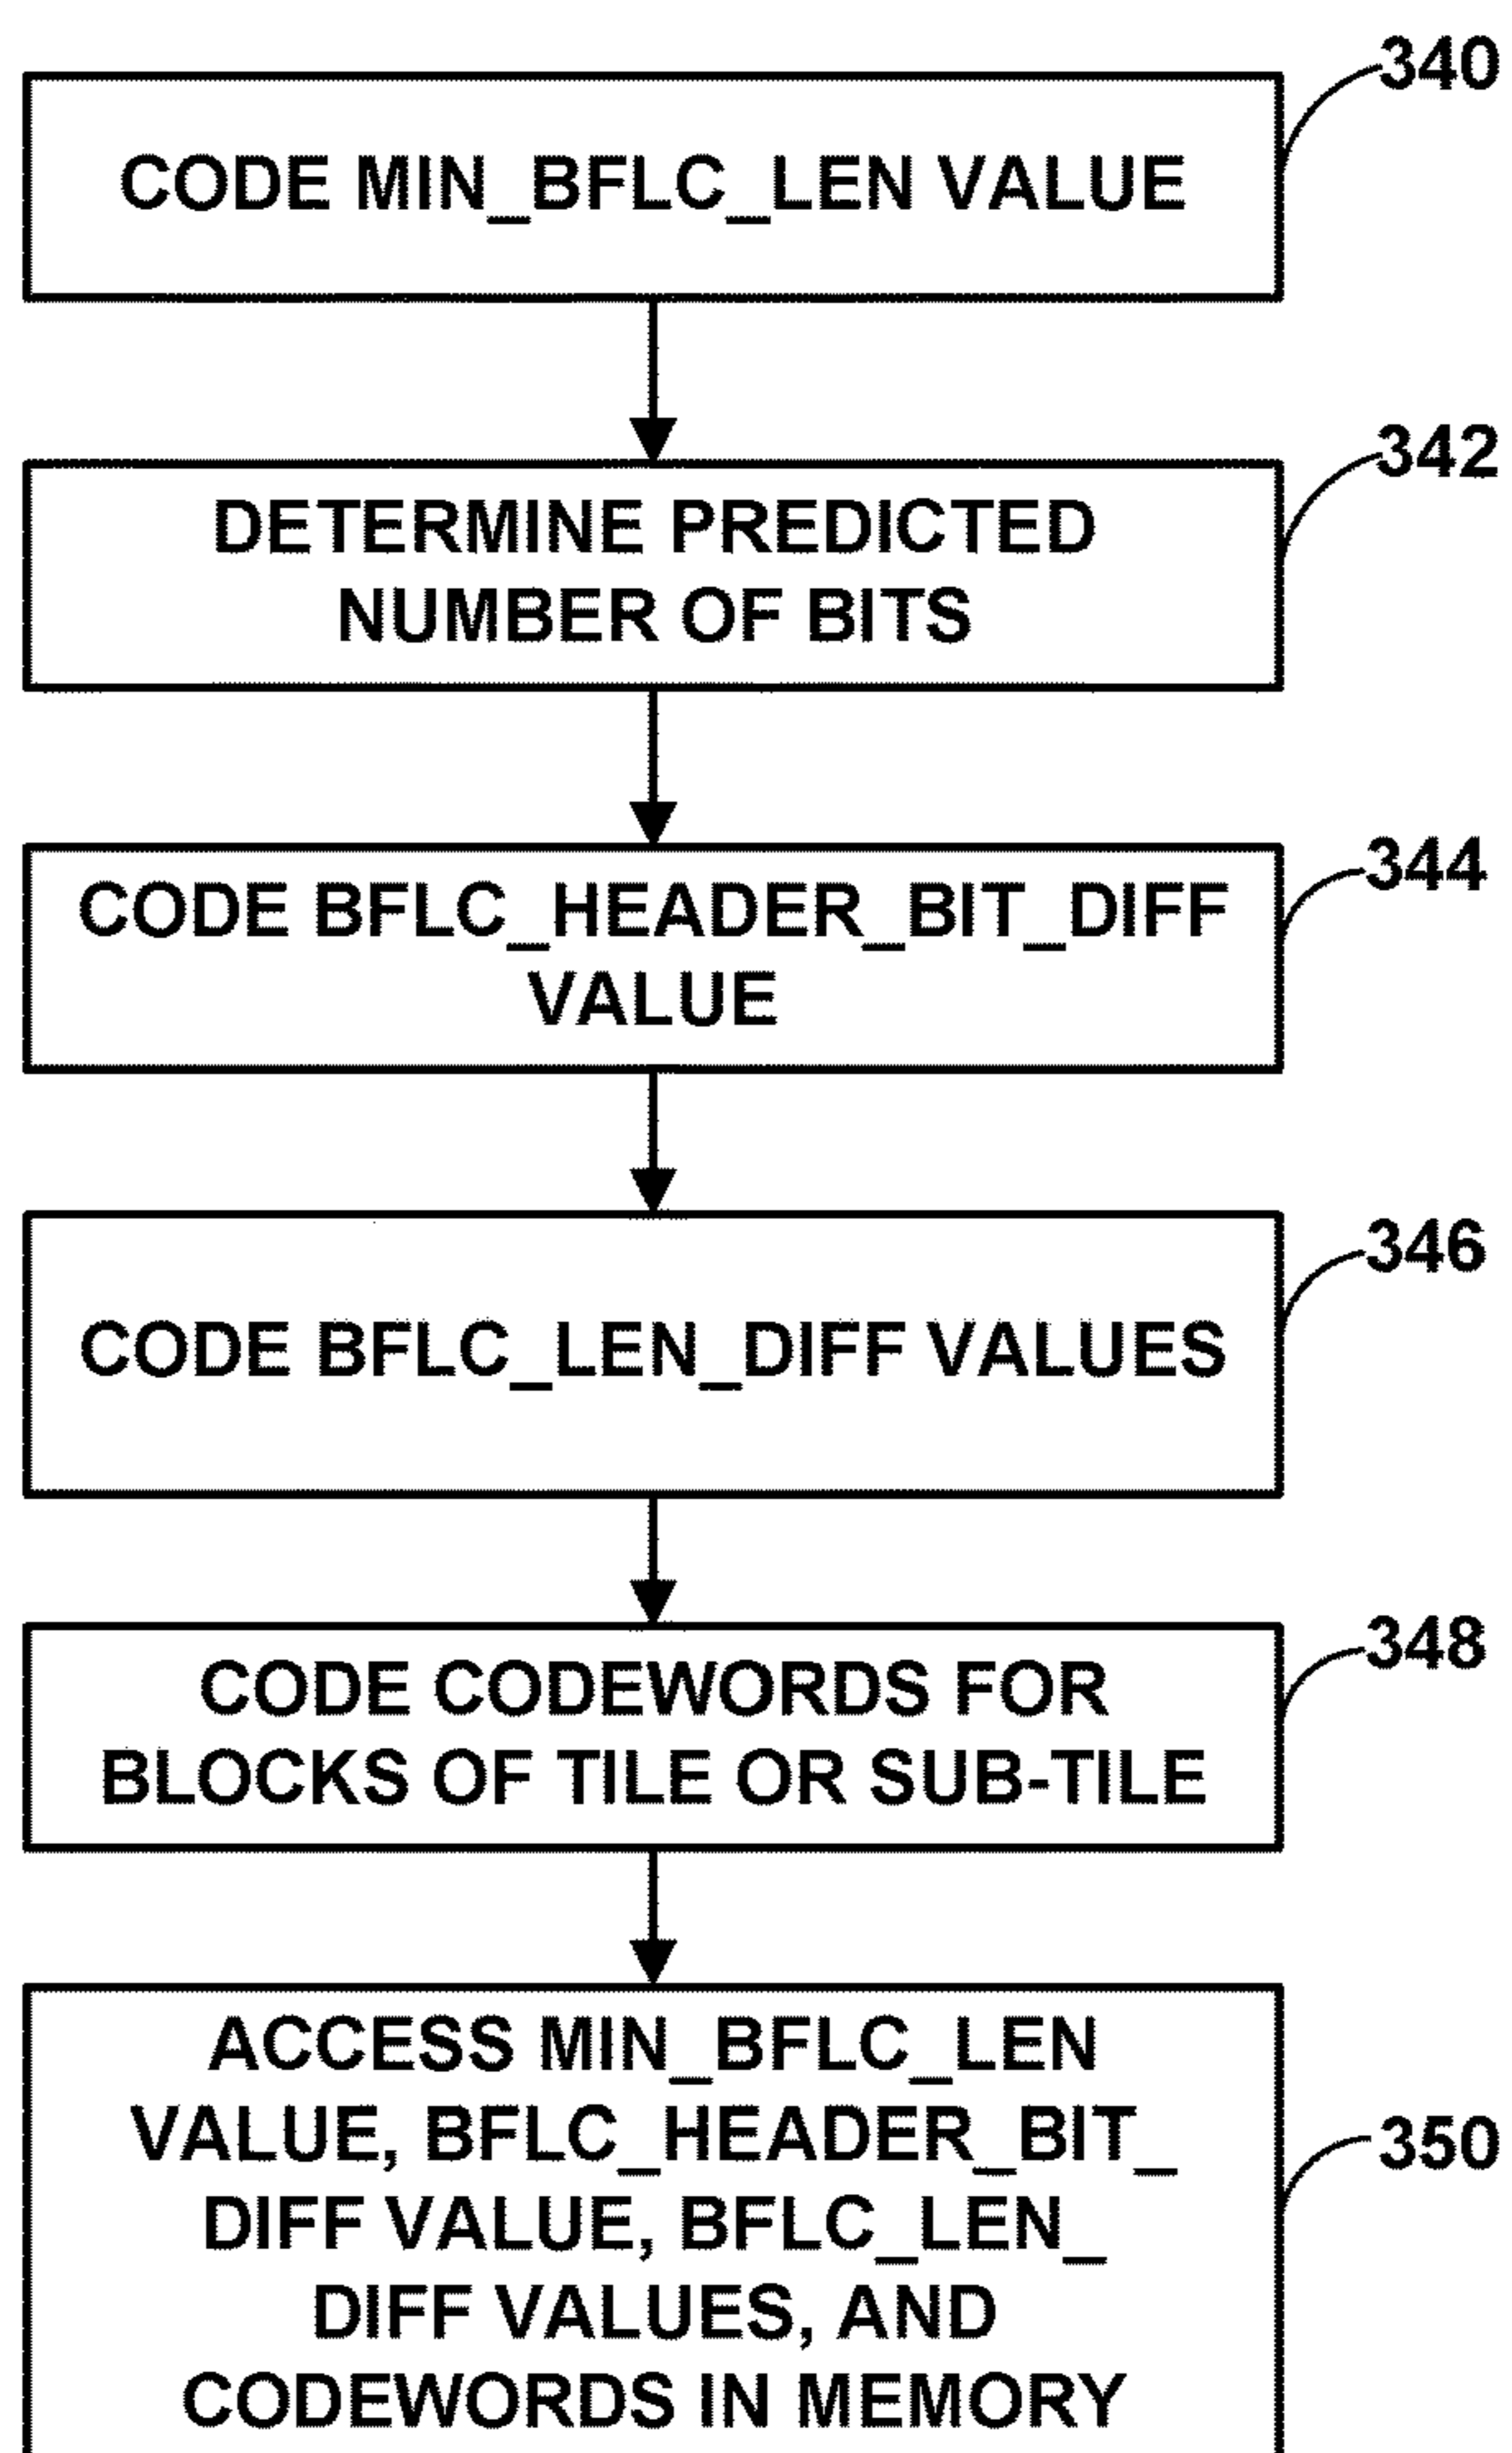 340
CODE MIN_BFLC_LEN VALUE
342
DETERMINE PREDICTED
NUMBER OF BITS
344
CODE BFLC_HEADER_BIT_DIFF
VALUE
346
CODE BFLC_LEN_DIFF VALUES
348
CODE CODEWORDS FOR
BLOCKS OF TILE OR SUB-TILE
ACCESS MIN_BFLC_LEN
VALUE, BFLC_HEADER_BIT_
350
DIFF VALUE, BFLC_LEN_
DIFF VALUES, AND
CODEWORDS IN MEMORY